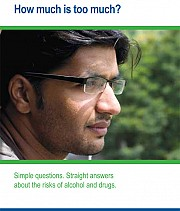 How much is too much?
Simple questions. Straight answers
about the risks of alcohol and drugs.